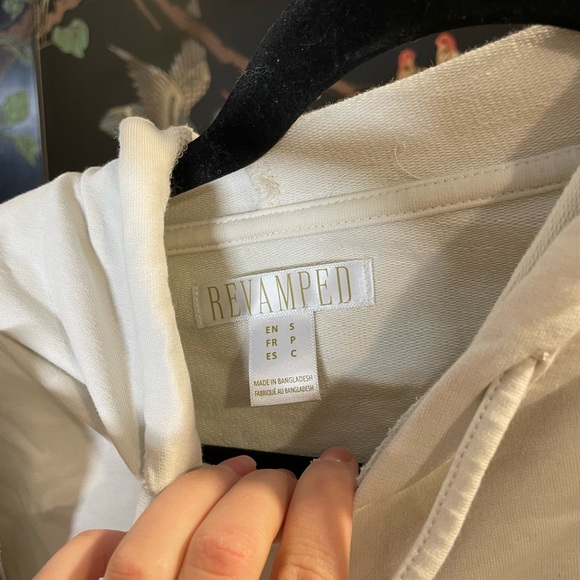 REVAMPED
EN S
FR P
ES C
MADE IN BANGLADESH
FABRIQUÉ AU BANGLADESH